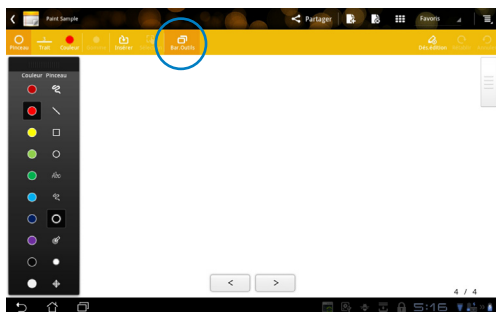 Paint Sample
Partager
Favoris
Pinceau Trait Couleur
Insérer
Bar. Outils
Dés.édition
Couleur Pinceau
Abc
< >
4 / 4
5:16